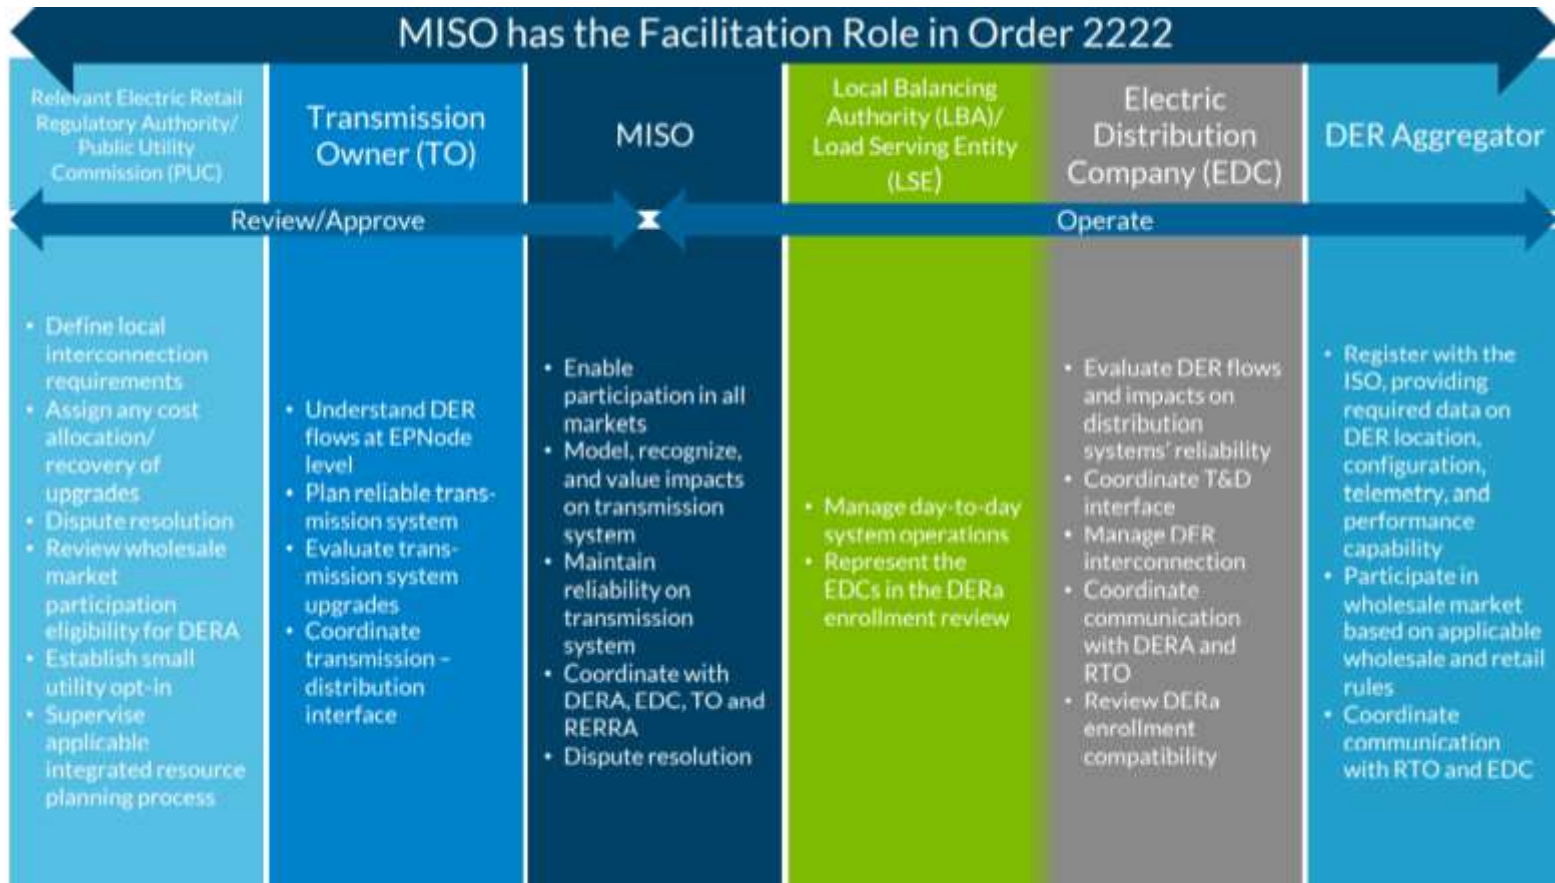 MISO has the Facilitation Role in Order 2222
Relevant Electric Retail
Regulatory Authority/
Public Utility
Commission (PUC)
Transmission
Owner (TO)
MISO
Local Balancing
Authority (LBA)/
Load Serving Entity
(LSE)
Electric
Distribution
Company (EDC)
DER Aggregator
Review/Approve
Operate
• Define local
interconnection
requirements
• Assign any cost
allocation/
recovery of
upgrades
• Dispute resolution
• Review wholesale
market
participation
eligibility for DERA
• Establish small
utility opt-in
• Supervise
applicable
integrated resource
planning process
• Understand DER
flows at EPNode
level
• Plan reliable trans-
mission system
• Evaluate trans-
mission system
upgrades
• Coordinate
transmission –
distribution
interface
• Enable
participation in all
markets
• Model, recognize,
and value impacts
on transmission
system
• Maintain
reliability on
transmission
system
• Coordinate with
DERA, EDC, TO and
RERRA
• Dispute resolution
• Manage day-to-day
system operations
• Represent the
EDCs in the DERa
enrollment review
• Evaluate DER flows
and impacts on
distribution
systems' reliability
• Coordinate T&D
interface
• Manage DER
interconnection
• Coordinate
communication
with DERA and
RTO
• Review DERa
enrollment
compatibility
• Register with the
ISO, providing
required data on
DER location,
configuration,
telemetry, and
performance
capability
• Participate in
wholesale market
based on applicable
wholesale and retail
rules
• Coordinate
communication
with RTO and EDC